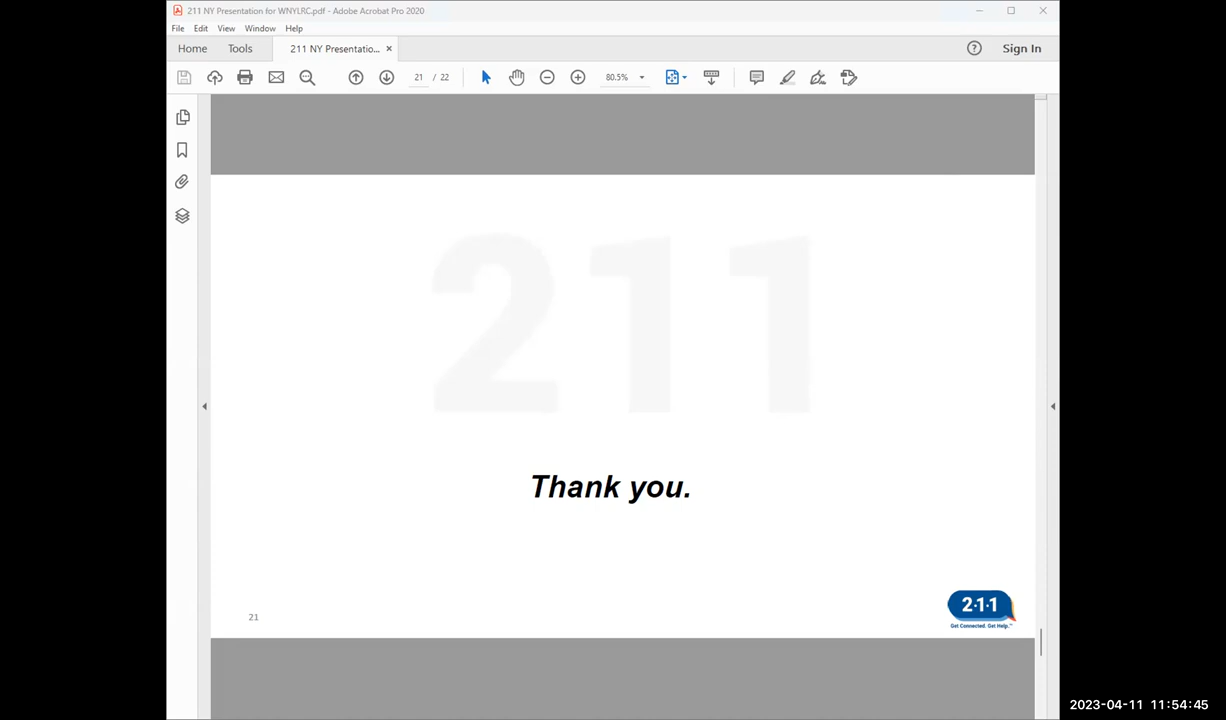 211 NY Presentation for WNYLRC.pdf - Adobe Acrobat Pro 2020
File Edit View Window Help
Home Tools 211 NY Presentatio... × ? Sign In
21 / 22 80.5%
211
Thank you.
21
2·1·1
Get Connected. Get Help.™
2023-04-11 11:54:45